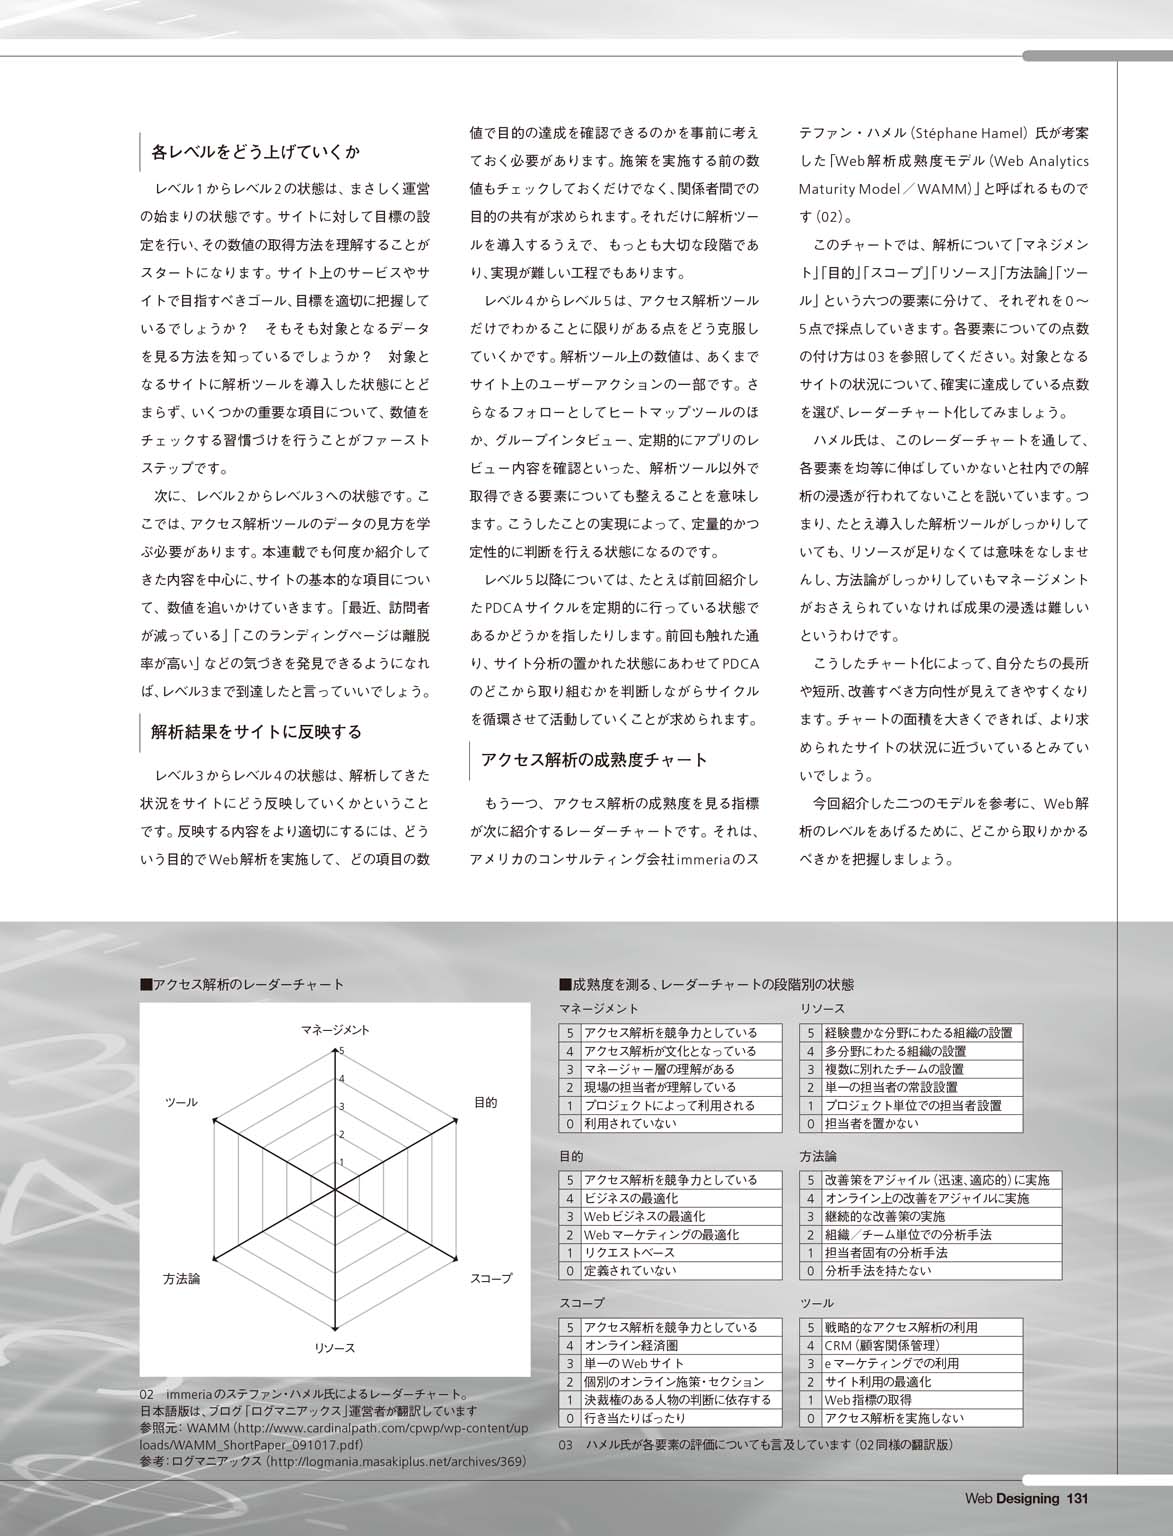 各レベルをどう上げていくか
レベル1からレベル2の状態は、まさしく運営
の始まりの状態です。サイトに対して目標の設
定を行い、その数値の取得方法を理解することが
スタートになります。サイト上のサービスやサ
イトで目指すべきゴール、目標を適切に把握して
いるでしょうか？　そもそも対象となるデータ
を見る方法を知っているでしょうか？　対象と
なるサイトに解析ツールを導入した状態にとど
まらず、いくつかの重要な項目について、数値を
チェックする習慣づけを行うことがファースト
ステップです。
次に、レベル2からレベル3への状態です。こ
こでは、アクセス解析ツールのデータの見方を学
ぶ必要があります。本連載でも何度か紹介して
きた内容を中心に、サイトの基本的な項目につい
て、数値を追いかけていきます。「最近、訪問者
が減っている」「このランディングページは離脱
率が高い」などの気づきを発見できるようになれ
ば、レベル3まで到達したと言っていいでしょう。
解析結果をサイトに反映する
レベル3からレベル4の状態は、解析してきた
状況をサイトにどう反映していくかということ
です。反映する内容をより適切にするには、どう
いう目的でWeb解析を実施して、どの項目の数
値で目的の達成を確認できるのかを事前に考え
ておく必要があります。施策を実施する前の数
値もチェックしておくだけでなく、関係者間での
目的の共有が求められます。それだけに解析ツー
ルを導入するうえで、もっとも大切な段階であ
り、実現が難しい工程でもあります。
レベル4からレベル5は、アクセス解析ツール
だけでわかることに限りがある点をどう克服し
ていくかです。解析ツール上の数値は、あくまで
サイト上のユーザーアクションの一部です。さ
らなるフォローとしてヒートマップツールのほ
か、グループインタビュー、定期的にアプリのレ
ビュー内容を確認といった、解析ツール以外で
取得できる要素についても整えることを意味し
ます。こうしたことの実現によって、定量的かつ
定性的に判断を行える状態になるのです。
レベル5以降については、たとえば前回紹介し
たPDCAサイクルを定期的に行っている状態で
あるかどうかを指したりします。前回も触れた通
り、サイト分析の置かれた状態にあわせてPDCA
のどこから取り組むかを判断しながらサイクル
を循環させて活動していくことが求められます。
アクセス解析の成熟度チャート
もう一つ、アクセス解析の成熟度を見る指標
が次に紹介するレーダーチャートです。それは、
アメリカのコンサルティング会社immeriaのス
テファン・ハメル（Stéphane Hamel）氏が考案
した「Web解析成熟度モデル（Web Analytics
Maturity Model／WAMM）」と呼ばれるもので
す（02）。
このチャートでは、解析について「マネジメン
ト」「目的」「スコープ」「リソース」「方法論」「ツー
ル」という六つの要素に分けて、それぞれを0～
5点で採点していきます。各要素についての点数
の付け方は03を参照してください。対象となる
サイトの状況について、確実に達成している点数
を選び、レーダーチャート化してみましょう。
ハメル氏は、このレーダーチャートを通して、
各要素を均等に伸ばしていかないと社内での解
析の浸透が行われてないことを説いています。つ
まり、たとえ導入した解析ツールがしっかりして
いても、リソースが足りなくては意味をなしませ
んし、方法論がしっかりしていもマネージメント
がおさえられていなければ成果の浸透は難しい
というわけです。
こうしたチャート化によって、自分たちの長所
や短所、改善すべき方向性が見えてきやすくなり
ます。チャートの面積を大きくできれば、より求
められたサイトの状況に近づいているとみてい
いでしょう。
今回紹介した二つのモデルを参考に、Web解
析のレベルをあげるために、どこから取りかかる
べきかを把握しましょう。
■アクセス解析のレーダーチャート
マネージメント
5
4
3
2
1
ツール
目的
方法論
スコープ
リソース
02　immeriaのステファン・ハメル氏によるレーダーチャート。
日本語版は、ブログ「ログマニアックス」運営者が翻訳しています
参照元：WAMM（http://www.cardinalpath.com/cpwp/wp-content/up
loads/WAMM_ShortPaper_091017.pdf）
参考：ログマニアックス（http://logmania.masakiplus.net/archives/369）
■成熟度を測る、レーダーチャートの段階別の状態
マネージメント
5 アクセス解析を競争力としている
4 アクセス解析が文化となっている
3 マネージャー層の理解がある
2 現場の担当者が理解している
1 プロジェクトによって利用される
0 利用されていない
リソース
5 経験豊かな分野にわたる組織の設置
4 多分野にわたる組織の設置
3 複数に別れたチームの設置
2 単一の担当者の常設設置
1 プロジェクト単位での担当者設置
0 担当者を置かない
目的
5 アクセス解析を競争力としている
4 ビジネスの最適化
3 Webビジネスの最適化
2 Webマーケティングの最適化
1 リクエストベース
0 定義されていない
方法論
5 改善策をアジャイル（迅速、適応的）に実施
4 オンライン上の改善をアジャイルに実施
3 継続的な改善策の実施
2 組織／チーム単位での分析手法
1 担当者固有の分析手法
0 分析手法を持たない
スコープ
5 アクセス解析を競争力としている
4 オンライン経済圏
3 単一のWebサイト
2 個別のオンライン施策・セクション
1 決裁権のある人物の判断に依存する
0 行き当たりばったり
ツール
5 戦略的なアクセス解析の利用
4 CRM（顧客関係管理）
3 eマーケティングでの利用
2 サイト利用の最適化
1 Web指標の取得
0 アクセス解析を実施しない
03　ハメル氏が各要素の評価についても言及しています（02同様の翻訳版）
Web Designing 131